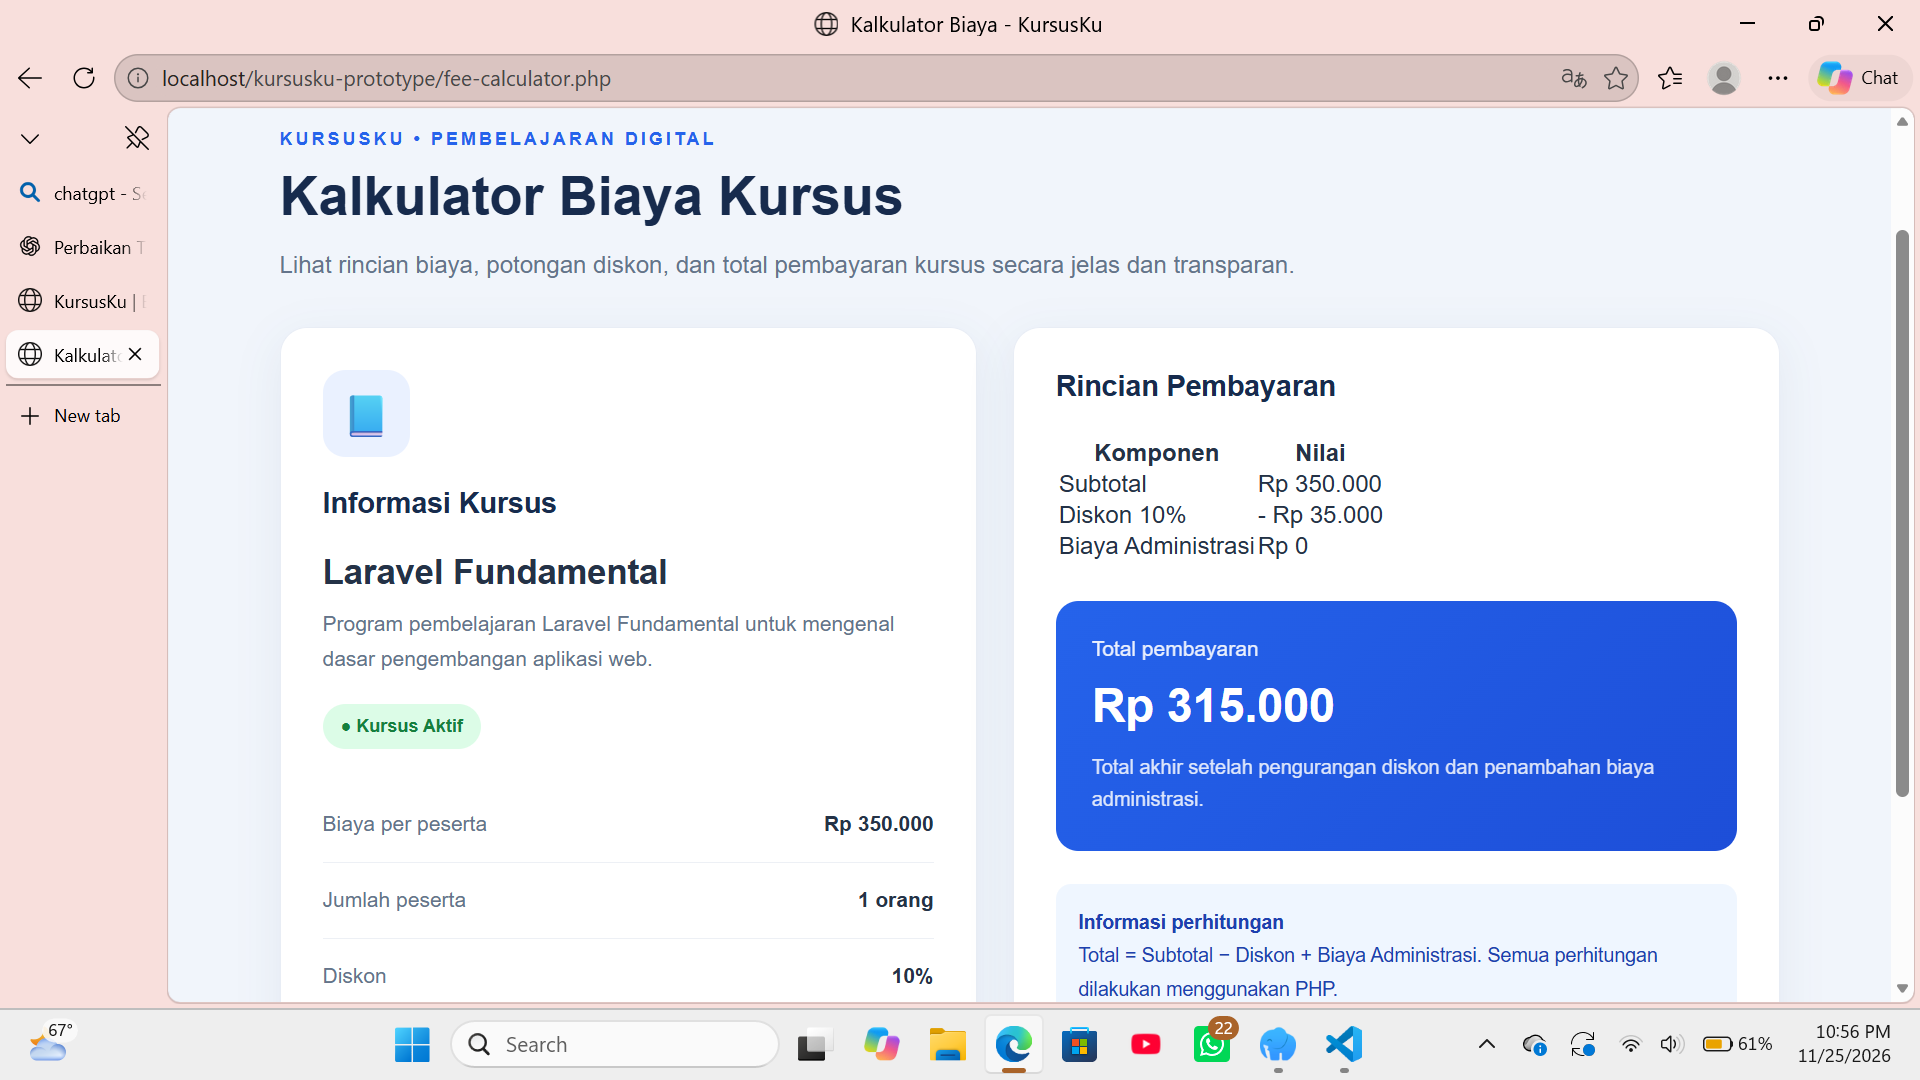 Kalkulator Biaya - KursusKu
localhost/kursusku-prototype/fee-calculator.php
Chat
chatgpt - Se
Perbaikan T
KursusKu |
Kalkulato
New tab
KURSUSKU • PEMBELAJARAN DIGITAL
Kalkulator Biaya Kursus
Lihat rincian biaya, potongan diskon, dan total pembayaran kursus secara jelas dan transparan.
Informasi Kursus
Laravel Fundamental
Program pembelajaran Laravel Fundamental untuk mengenal
dasar pengembangan aplikasi web.
• Kursus Aktif
Biaya per peserta Rp 350.000
Jumlah peserta 1 orang
Diskon 10%
Rincian Pembayaran
Komponen Nilai
Subtotal Rp 350.000
Diskon 10% - Rp 35.000
Biaya Administrasi Rp 0
Total pembayaran
Rp 315.000
Total akhir setelah pengurangan diskon dan penambahan biaya
administrasi.
Informasi perhitungan
Total = Subtotal − Diskon + Biaya Administrasi. Semua perhitungan
dilakukan menggunakan PHP.
67°
Search
22
61%
10:56 PM
11/25/2026